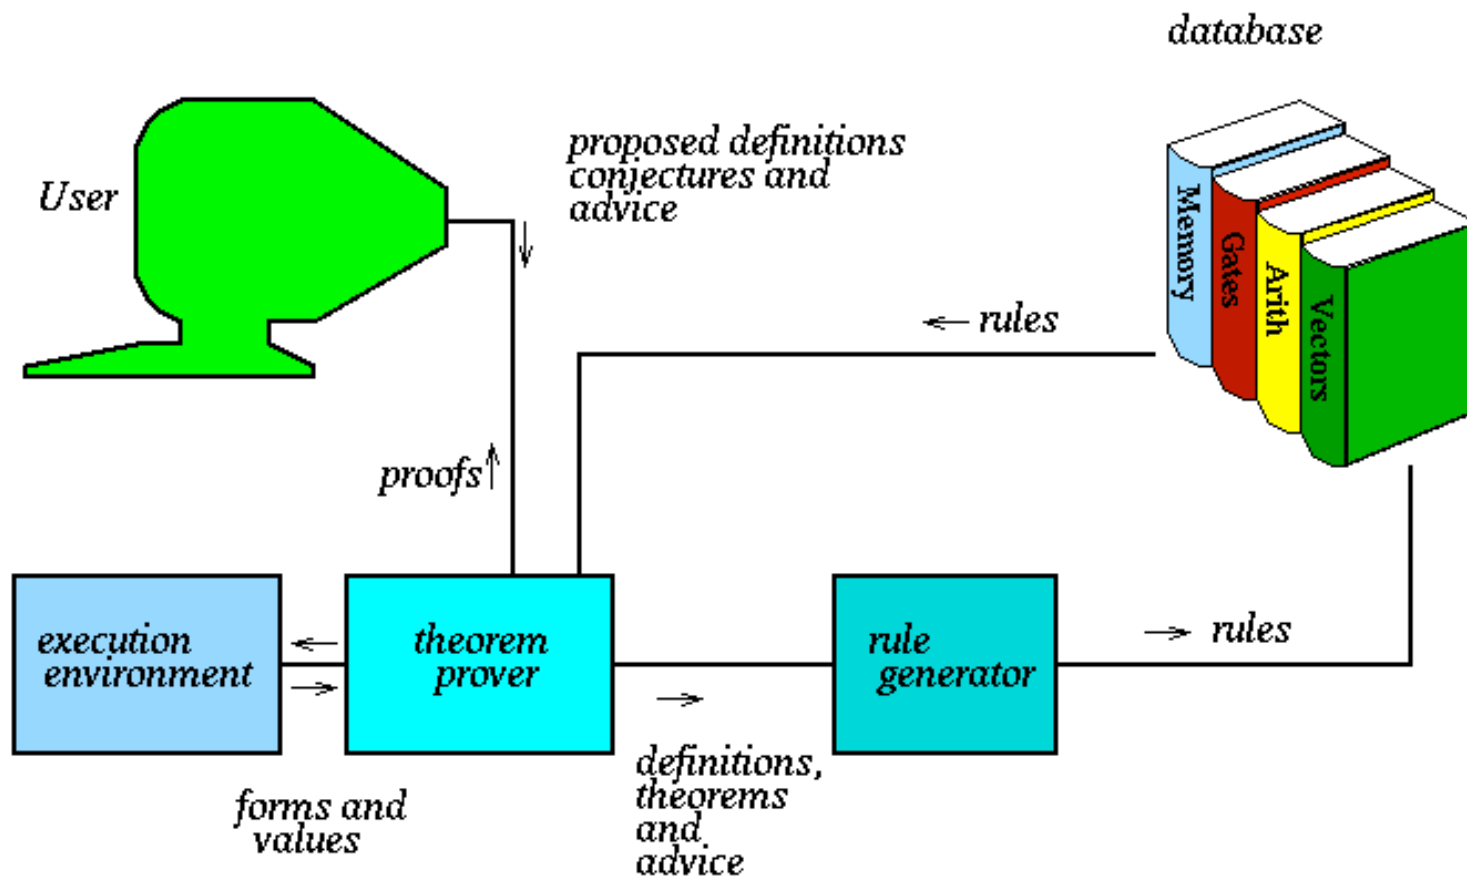 database
proposed definitions
conjectures and
advice
User
Memory
Gates
Arith
Vectors
rules
proofs
execution
environment
theorem
prover
rule
generator
rules
forms and
values
definitions,
theorems
and
advice